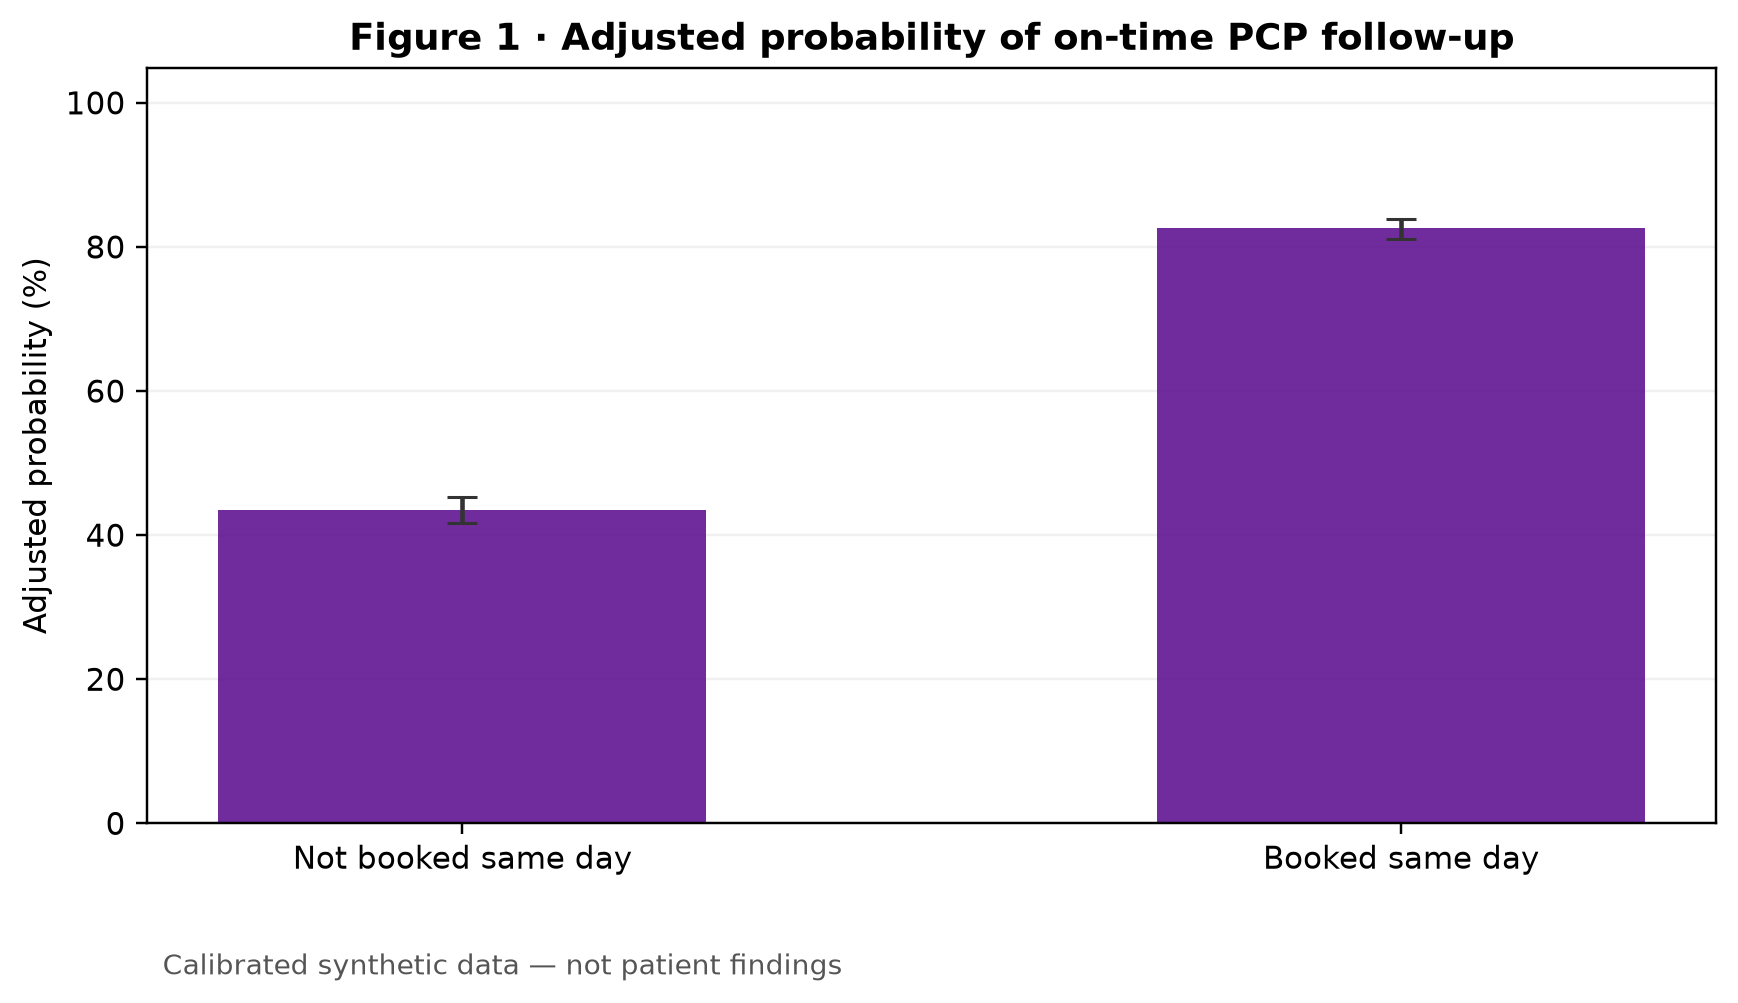 Figure 1 · Adjusted probability of on-time PCP follow-up
Adjusted probability (%)
100
80
60
40
20
0
Not booked same day
Booked same day
Calibrated synthetic data — not patient findings